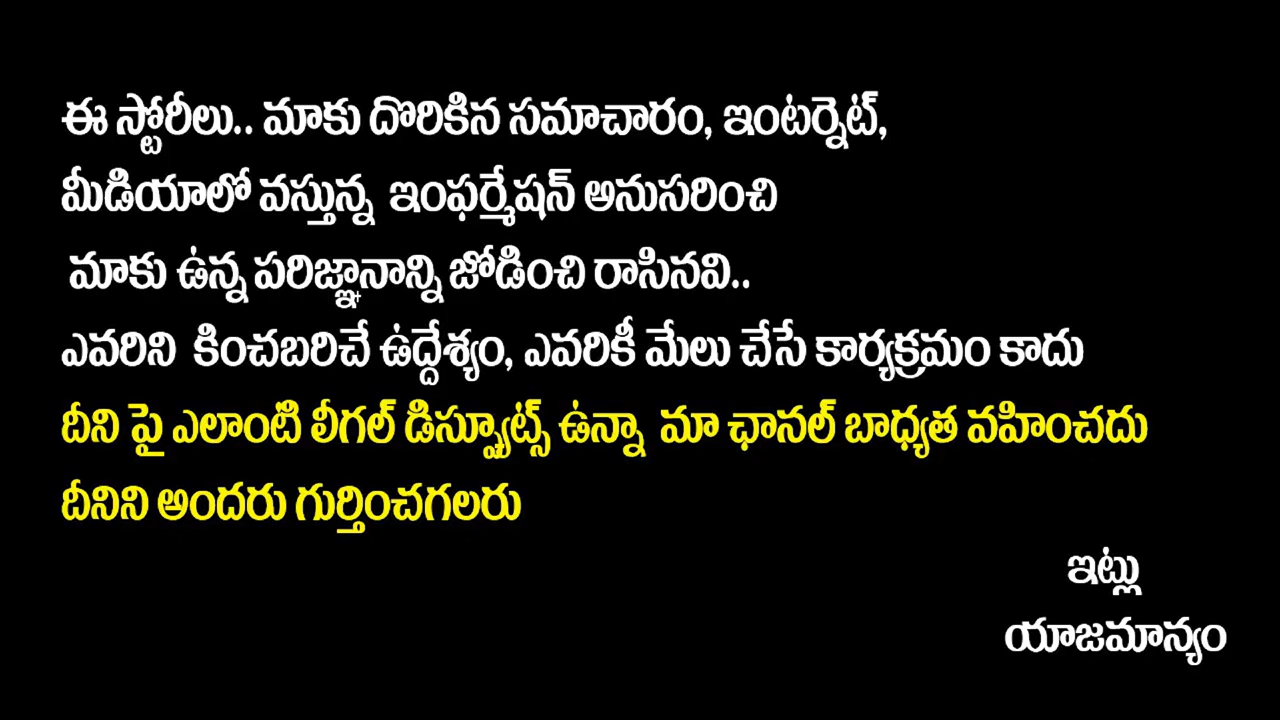 ఈ స్టోరీలు.. మాకు దొరికిన సమాచారం, ఇంటర్నెట్,
మీడియాలో వస్తున్న ఇంఫర్మేషన్ అనుసరించి
మాకు ఉన్న పరిజ్ఞానాన్ని జోడించి రాసినవి..
ఎవరిని కించబరిచే ఉద్దేశ్యం, ఎవరికీ మేలు చేసే కార్యక్రమం కాదు
దీని పై ఎలాంటి లీగల్ డిస్ప్యూట్స్ ఉన్నా మా ఛానల్ బాధ్యత వహించదు
దీనిని అందరు గుర్తించగలరు
ఇట్లు
యాజమాన్యం